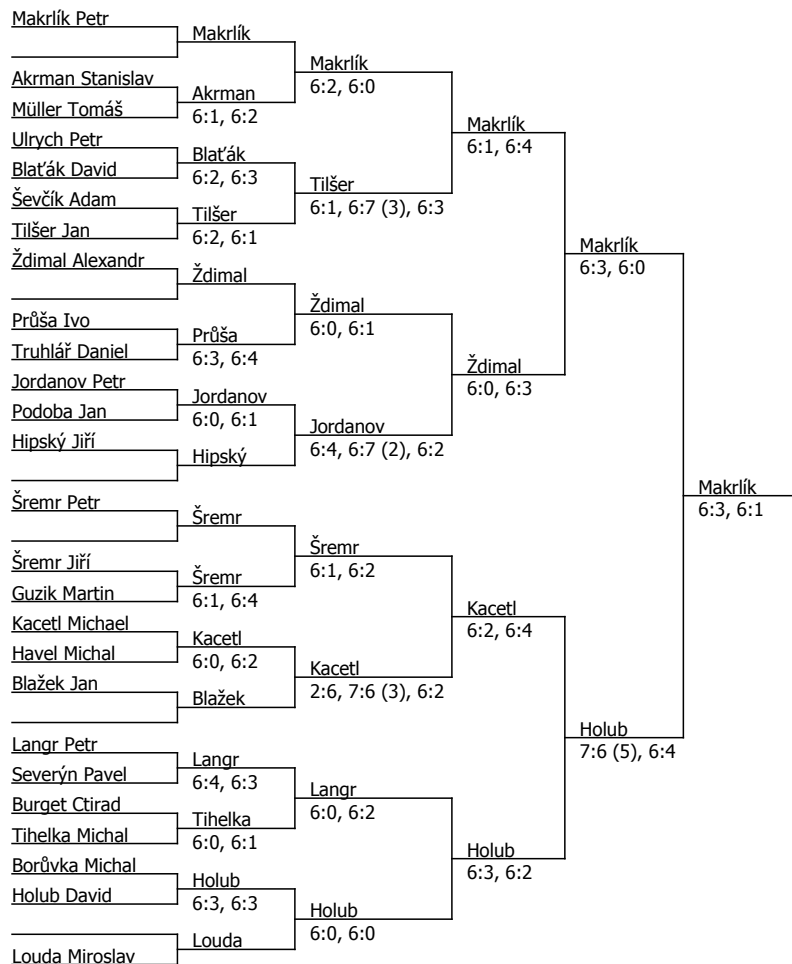 Makrlík Petr
Makrlík
Makrlík
6:2, 6:0
Akrman Stanislav
Akrman
Müller Tomáš
6:1, 6:2
Makrlík
6:1, 6:4
Ulrych Petr
Blaťák
Blaťák David
6:2, 6:3
Tilšer
6:1, 6:7 (3), 6:3
Ševčík Adam
Tilšer
Tilšer Jan
6:2, 6:1
Makrlík
6:3, 6:0
Ždimal Alexandr
Ždimal
Ždimal
6:0, 6:1
Průša Ivo
Průša
Truhlář Daniel
6:3, 6:4
Ždimal
6:0, 6:3
Jordanov Petr
Jordanov
Podoba Jan
6:0, 6:1
Jordanov
6:4, 6:7 (2), 6:2
Hipský Jiří
Hipský
Makrlík
6:3, 6:1
Šremr Petr
Šremr
Šremr
6:1, 6:2
Šremr Jiří
Šremr
Guzik Martin
6:1, 6:4
Kacetl
6:2, 6:4
Kacetl Michael
Kacetl
Havel Michal
6:0, 6:2
Kacetl
2:6, 7:6 (3), 6:2
Blažek Jan
Blažek
Holub
7:6 (5), 6:4
Langr Petr
Langr
Severýn Pavel
6:4, 6:3
Langr
6:0, 6:2
Burget Ctirad
Tihelka
Tihelka Michal
6:0, 6:1
Holub
6:3, 6:2
Borůvka Michal
Holub
Holub David
6:3, 6:3
Holub
6:0, 6:0
Louda
Louda Miroslav